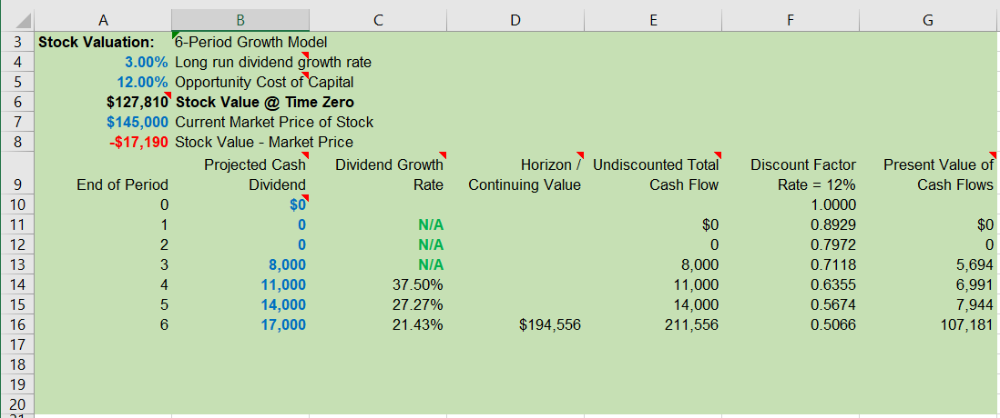 A B C D E F G
3 Stock Valuation: 6-Period Growth Model
4 3.00% Long run dividend growth rate
5 12.00% Opportunity Cost of Capital
6 $127,810 Stock Value @ Time Zero
7 $145,000 Current Market Price of Stock
8 -$17,190 Stock Value - Market Price
Projected Cash Dividend Growth Horizon / Undiscounted Total Discount Factor Present Value of
9 End of Period Dividend Rate Continuing Value Cash Flow Rate = 12% Cash Flows
10 0 $0 1.0000
11 1 0 N/A $0 0.8929 $0
12 2 0 N/A 0 0.7972 0
13 3 8,000 N/A 8,000 0.7118 5,694
14 4 11,000 37.50% 11,000 0.6355 6,991
15 5 14,000 27.27% 14,000 0.5674 7,944
16 6 17,000 21.43% $194,556 211,556 0.5066 107,181
17
18
19
20